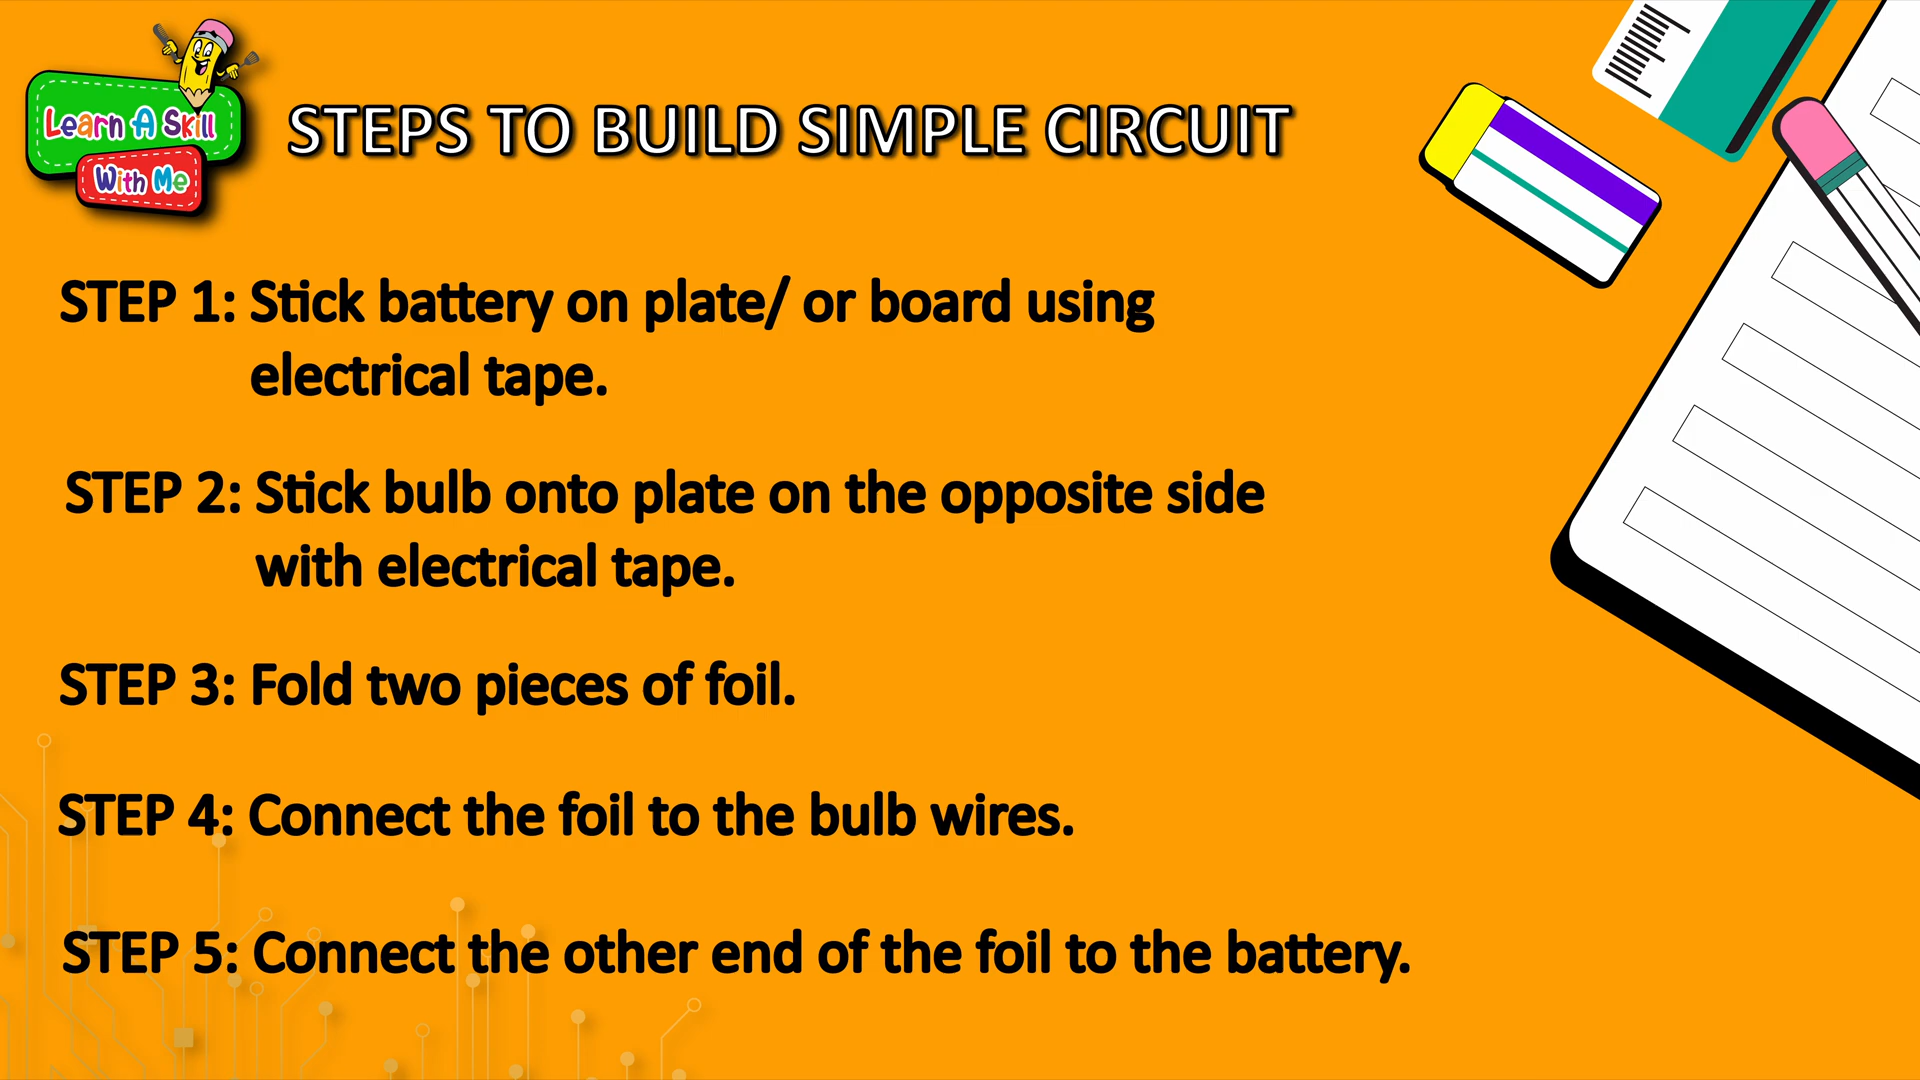 Learn A Skill
With Me
STEPS TO BUILD SIMPLE CIRCUIT
STEP 1: Stick battery on plate/ or board using
electrical tape.
STEP 2: Stick bulb onto plate on the opposite side
with electrical tape.
STEP 3: Fold two pieces of foil.
STEP 4: Connect the foil to the bulb wires.
STEP 5: Connect the other end of the foil to the battery.